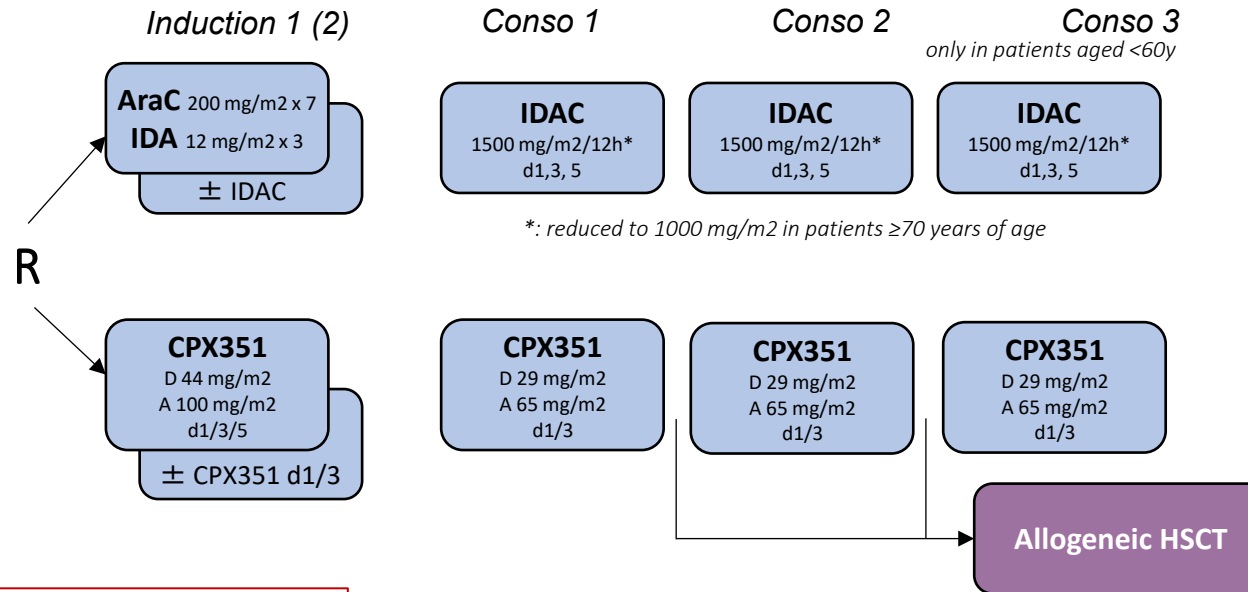 Induction 1 (2)
Conso 1
Conso 2
Conso 3
only in patients aged <60y
AraC 200 mg/m2 x 7
IDA 12 mg/m2 x 3
± IDAC
IDAC
1500 mg/m2/12h*
d1,3, 5
IDAC
1500 mg/m2/12h*
d1,3, 5
IDAC
1500 mg/m2/12h*
d1,3, 5
*: reduced to 1000 mg/m2 in patients ≥70 years of age
R
CPX351
D 44 mg/m2
A 100 mg/m2
d1/3/5
± CPX351 d1/3
CPX351
D 29 mg/m2
A 65 mg/m2
d1/3
CPX351
D 29 mg/m2
A 65 mg/m2
d1/3
CPX351
D 29 mg/m2
A 65 mg/m2
d1/3
Allogeneic HSCT